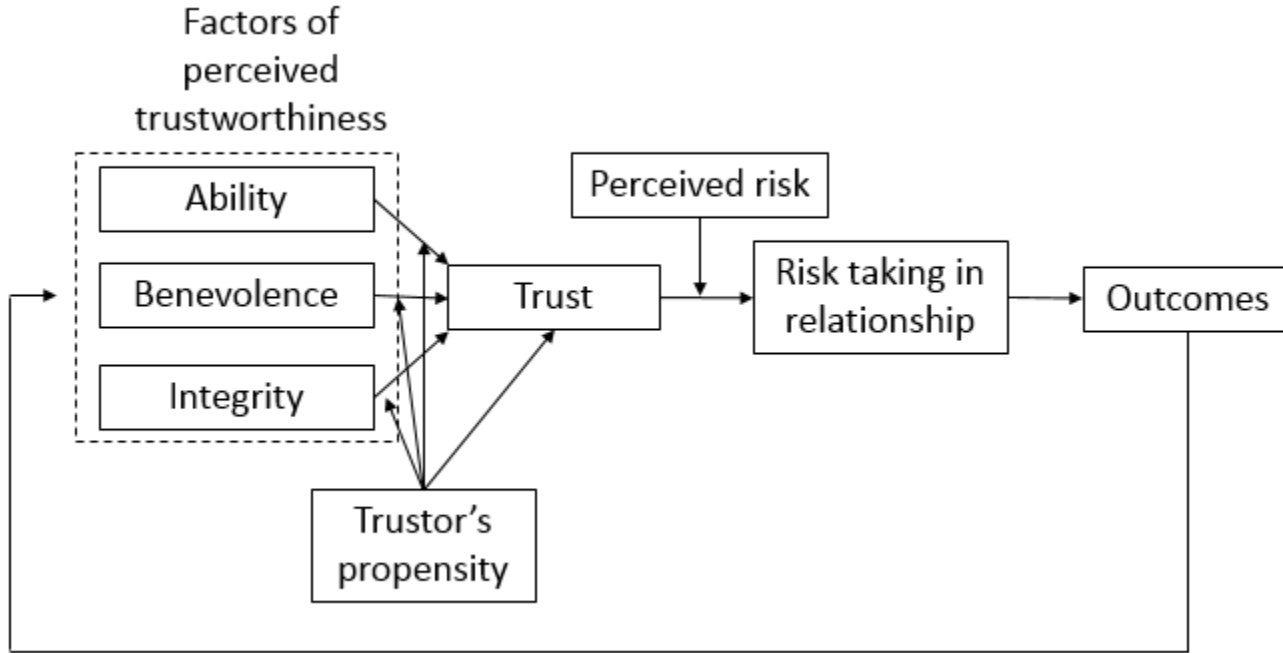 Factors of
perceived
trustworthiness
Ability
Benevolence
Integrity
Trustor’s
propensity
Trust
Perceived risk
Risk taking in
relationship
Outcomes